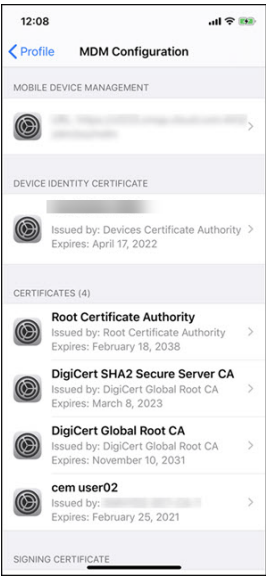 12:08
Profile
MDM Configuration
MOBILE DEVICE MANAGEMENT
DEVICE IDENTITY CERTIFICATE
Issued by: Devices Certificate Authority
Expires: April 17, 2022
CERTIFICATES (4)
Root Certificate Authority
Issued by: Root Certificate Authority
Expires: February 18, 2038
DigiCert SHA2 Secure Server CA
Issued by: DigiCert Global Root CA
Expires: March 8, 2023
DigiCert Global Root CA
Issued by: DigiCert Global Root CA
Expires: November 10, 2031
cem user02
Issued by:
Expires: February 25, 2021
SIGNING CERTIFICATE